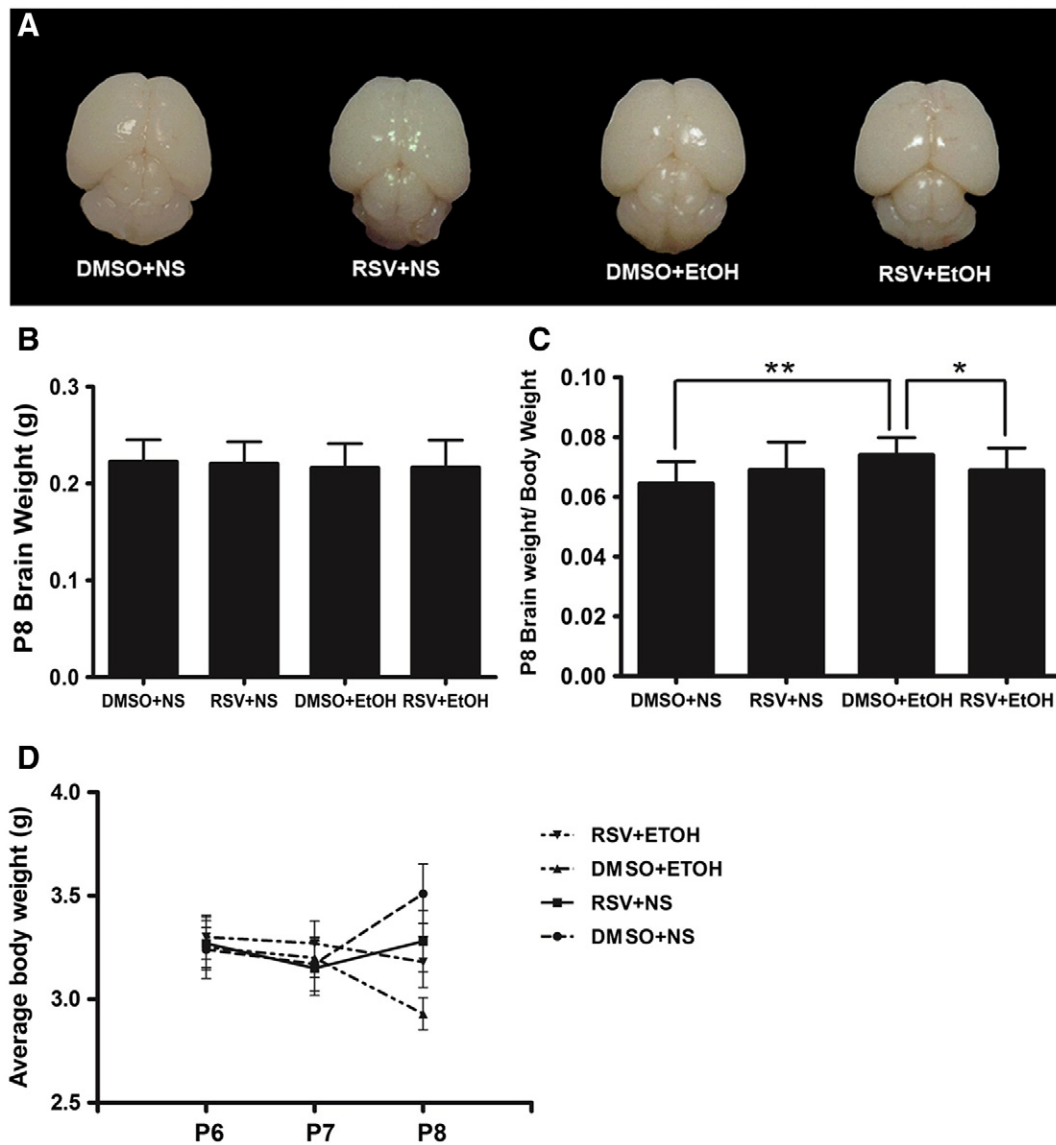 A
DMSO+NS
RSV+NS
DMSO+EtOH
RSV+EtOH
B
P8 Brain Weight (g)
0.3
0.2
0.1
0.0
DMSO+NS
RSV+NS
DMSO+EtOH
RSV+EtOH
C
P8 Brain weight/ Body Weight
0.10
0.08
0.06
0.04
0.02
0.00
**
*
DMSO+NS
RSV+NS
DMSO+EtOH
RSV+EtOH
D
Average body weight (g)
4.0
3.5
3.0
2.5
P6
P7
P8
RSV+ETOH
DMSO+ETOH
RSV+NS
DMSO+NS